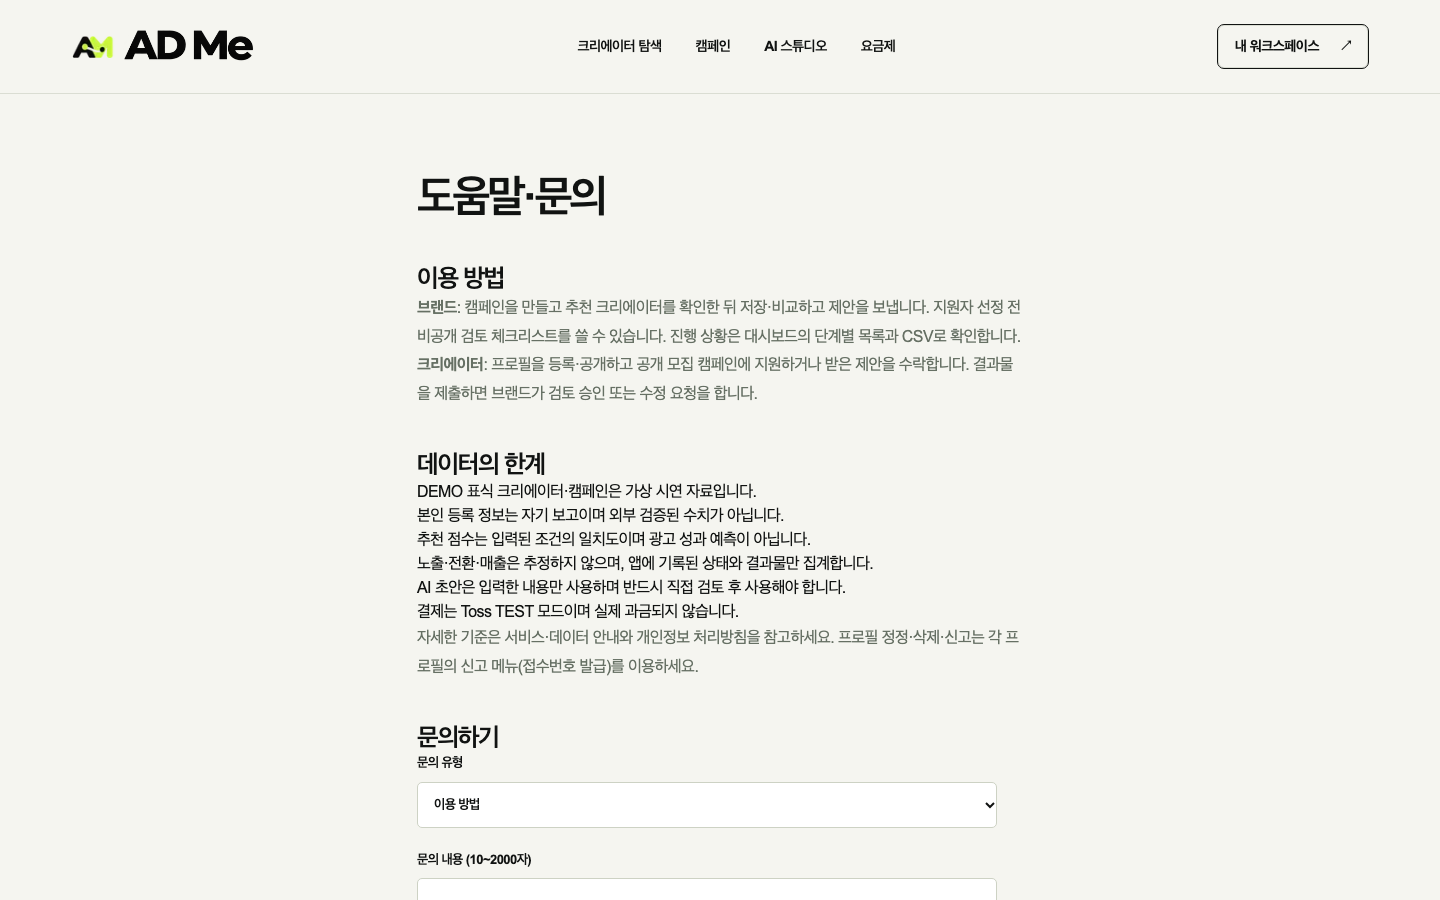 AM AD Me
크리에이터 탐색
캠페인
AI 스튜디오
요금제
내 워크스페이스 ↗
도움말·문의
이용 방법
브랜드: 캠페인을 만들고 추천 크리에이터를 확인한 뒤 저장·비교하고 제안을 보냅니다. 지원자 선정 전
비공개 검토 체크리스트를 쓸 수 있습니다. 진행 상황은 대시보드의 단계별 목록과 CSV로 확인합니다.
크리에이터: 프로필을 등록·공개하고 공개 모집 캠페인에 지원하거나 받은 제안을 수락합니다. 결과물
을 제출하면 브랜드가 검토 승인 또는 수정 요청을 합니다.
데이터의 한계
DEMO 표식 크리에이터·캠페인은 가상 시연 자료입니다.
본인 등록 정보는 자기 보고이며 외부 검증된 수치가 아닙니다.
추천 점수는 입력된 조건의 일치도이며 광고 성과 예측이 아닙니다.
노출·전환·매출은 추정하지 않으며, 앱에 기록된 상태와 결과물만 집계합니다.
AI 초안은 입력한 내용만 사용하며 반드시 직접 검토 후 사용해야 합니다.
결제는 Toss TEST 모드이며 실제 과금되지 않습니다.
자세한 기준은 서비스·데이터 안내와 개인정보 처리방침을 참고하세요. 프로필 정정·삭제·신고는 각 프
로필의 신고 메뉴(접수번호 발급)를 이용하세요.
문의하기
문의 유형
이용 방법
문의 내용 (10~2000자)